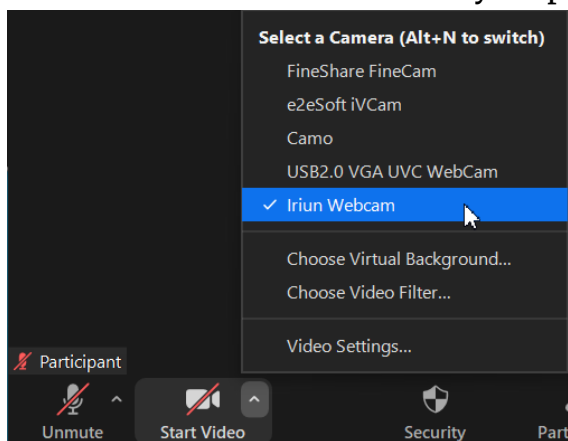 Select a Camera (Alt+N to switch)
FineShare FineCam
e2eSoft iVCam
Camo
USB2.0 VGA UVC WebCam
Iriun Webcam
Choose Virtual Background...
Choose Video Filter...
Video Settings...
Participant
Unmute
Start Video
Security
Part